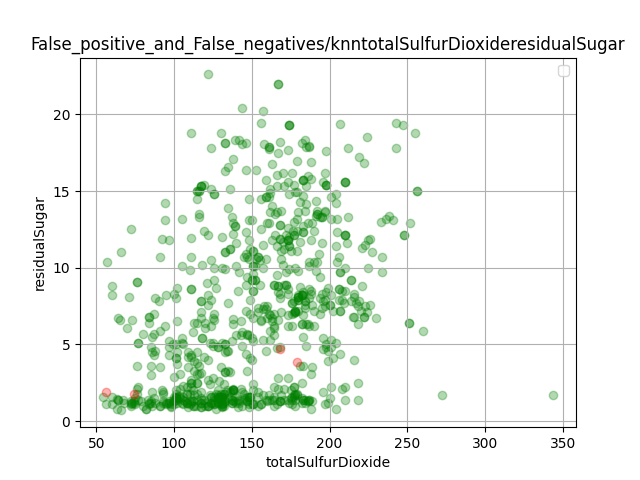 False_positive_and_False_negatives/knntotalSulfurDioxideresidualSugar
20
15
10
5
0
residualSugar
50 100 150 200 250 300 350
totalSulfurDioxide